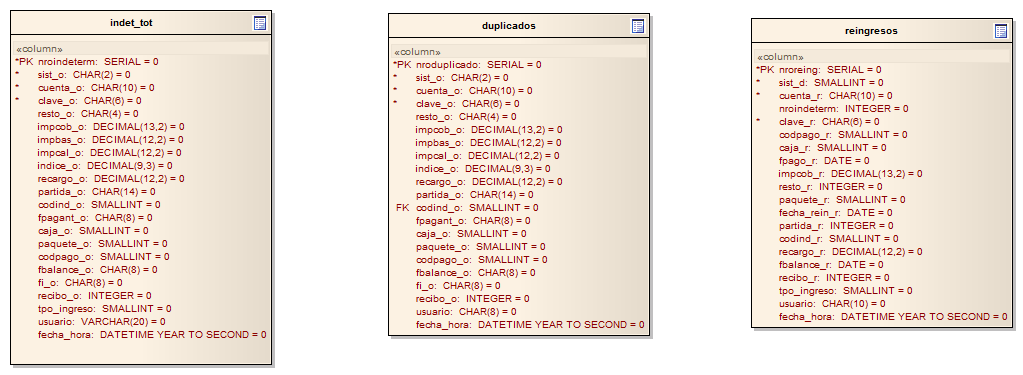 indet_tot
«column»
*PK nroindeterm: SERIAL = 0
* sist_o: CHAR(2) = 0
* cuenta_o: CHAR(10) = 0
* clave_o: CHAR(6) = 0
resto_o: CHAR(4) = 0
impcob_o: DECIMAL(13,2) = 0
impbas_o: DECIMAL(12,2) = 0
impcal_o: DECIMAL(12,2) = 0
indice_o: DECIMAL(9,3) = 0
recargo_o: DECIMAL(12,2) = 0
partida_o: CHAR(14) = 0
codind_o: SMALLINT = 0
fpagant_o: CHAR(8) = 0
caja_o: SMALLINT = 0
paquete_o: SMALLINT = 0
codpago_o: SMALLINT = 0
fbalance_o: CHAR(8) = 0
fi_o: CHAR(8) = 0
recibo_o: INTEGER = 0
tpo_ingreso: SMALLINT = 0
usuario: VARCHAR(20) = 0
fecha_hora: DATETIME YEAR TO SECOND = 0
duplicados
«column»
*PK nroduplicado: SERIAL = 0
* sist_o: CHAR(2) = 0
* cuenta_o: CHAR(10) = 0
* clave_o: CHAR(6) = 0
resto_o: CHAR(4) = 0
impcob_o: DECIMAL(13,2) = 0
impbas_o: DECIMAL(12,2) = 0
impcal_o: DECIMAL(12,2) = 0
indice_o: DECIMAL(9,3) = 0
recargo_o: DECIMAL(12,2) = 0
partida_o: CHAR(14) = 0
FK codind_o: SMALLINT = 0
fpagant_o: CHAR(8) = 0
caja_o: SMALLINT = 0
paquete_o: SMALLINT = 0
codpago_o: SMALLINT = 0
fbalance_o: CHAR(8) = 0
fi_o: CHAR(8) = 0
recibo_o: INTEGER = 0
tpo_ingreso: SMALLINT = 0
usuario: CHAR(8) = 0
fecha_hora: DATETIME YEAR TO SECOND = 0
reingresos
«column»
*PK nroreing: SERIAL = 0
* sist_d: SMALLINT = 0
* cuenta_r: CHAR(10) = 0
nroindeterm: INTEGER = 0
* clave_r: CHAR(6) = 0
codpago_r: SMALLINT = 0
caja_r: SMALLINT = 0
fpago_r: DATE = 0
impcob_r: DECIMAL(13,2) = 0
resto_r: INTEGER = 0
paquete_r: SMALLINT = 0
fecha_rein_r: DATE = 0
partida_r: INTEGER = 0
codind_r: SMALLINT = 0
recargo_r: DECIMAL(12,2) = 0
fbalance_r: DATE = 0
recibo_r: INTEGER = 0
tpo_ingreso: SMALLINT = 0
usuario: CHAR(10) = 0
fecha_hora: DATETIME YEAR TO SECOND = 0